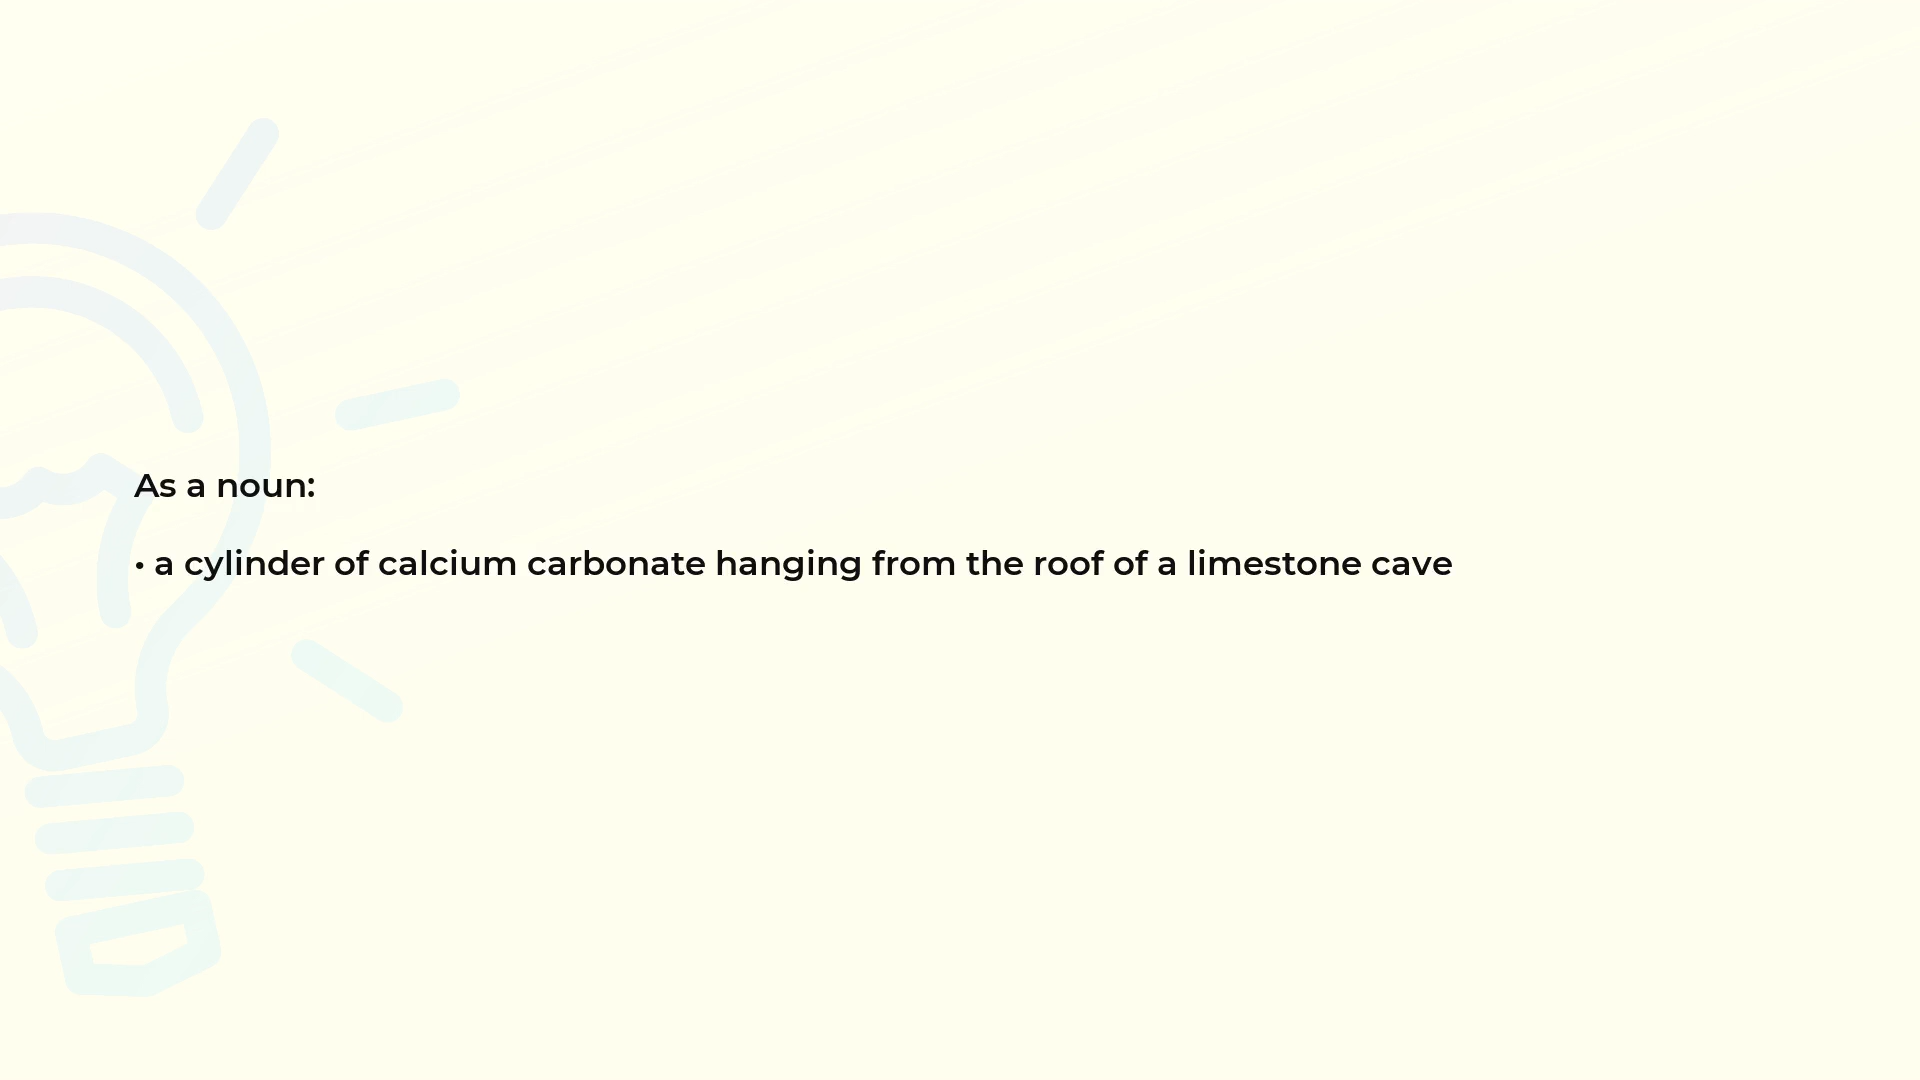 As a noun:
• a cylinder of calcium carbonate hanging from the roof of a limestone cave